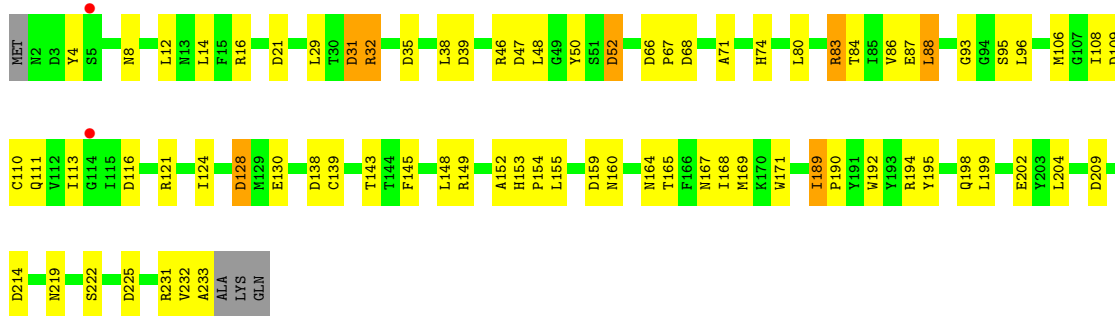 MET N2 D3 Y4 S5 N8 L12 N13 L14 F15 R16 D21 L29 T30 D31 R32 D35 L38 D39 R46 D47 L48 G49 Y50 S51 D52 D66 P67 D68 A71 H74 L80 R83 T84 I85 V86 E87 L88 G93 G94 S95 L96 M106 G107 I108 D109
C110 Q111 V112 I113 G114 I115 D116 R121 I124 D128 M129 E130 D138 C139 T143 T144 F145 L148 R149 A152 H153 P154 L155 D159 N160 N164 T165 F166 N167 I168 M169 K170 W171 I189 P190 Y191 W192 Y193 R194 Y195 Q198 L199 E202 Y203 L204 D209
D214 N219 S222 D225 R231 V232 A233 ALA LYS GLN